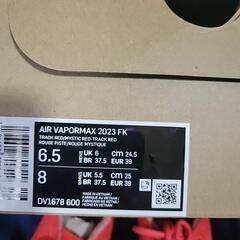 AIR VAPORMAX 2023 FK
TRACK RED/MYSTIC RED-TRACK RED
ROUGE PISTE/ROUGE MYSTIQUE
6.5 MENS UK 6 cm 24.5
BR 37.5 EUR 39
8 UK 5.5 cm 25
BR 37.5 EUR 39
DV1678 600
MADE IN VIETNAM